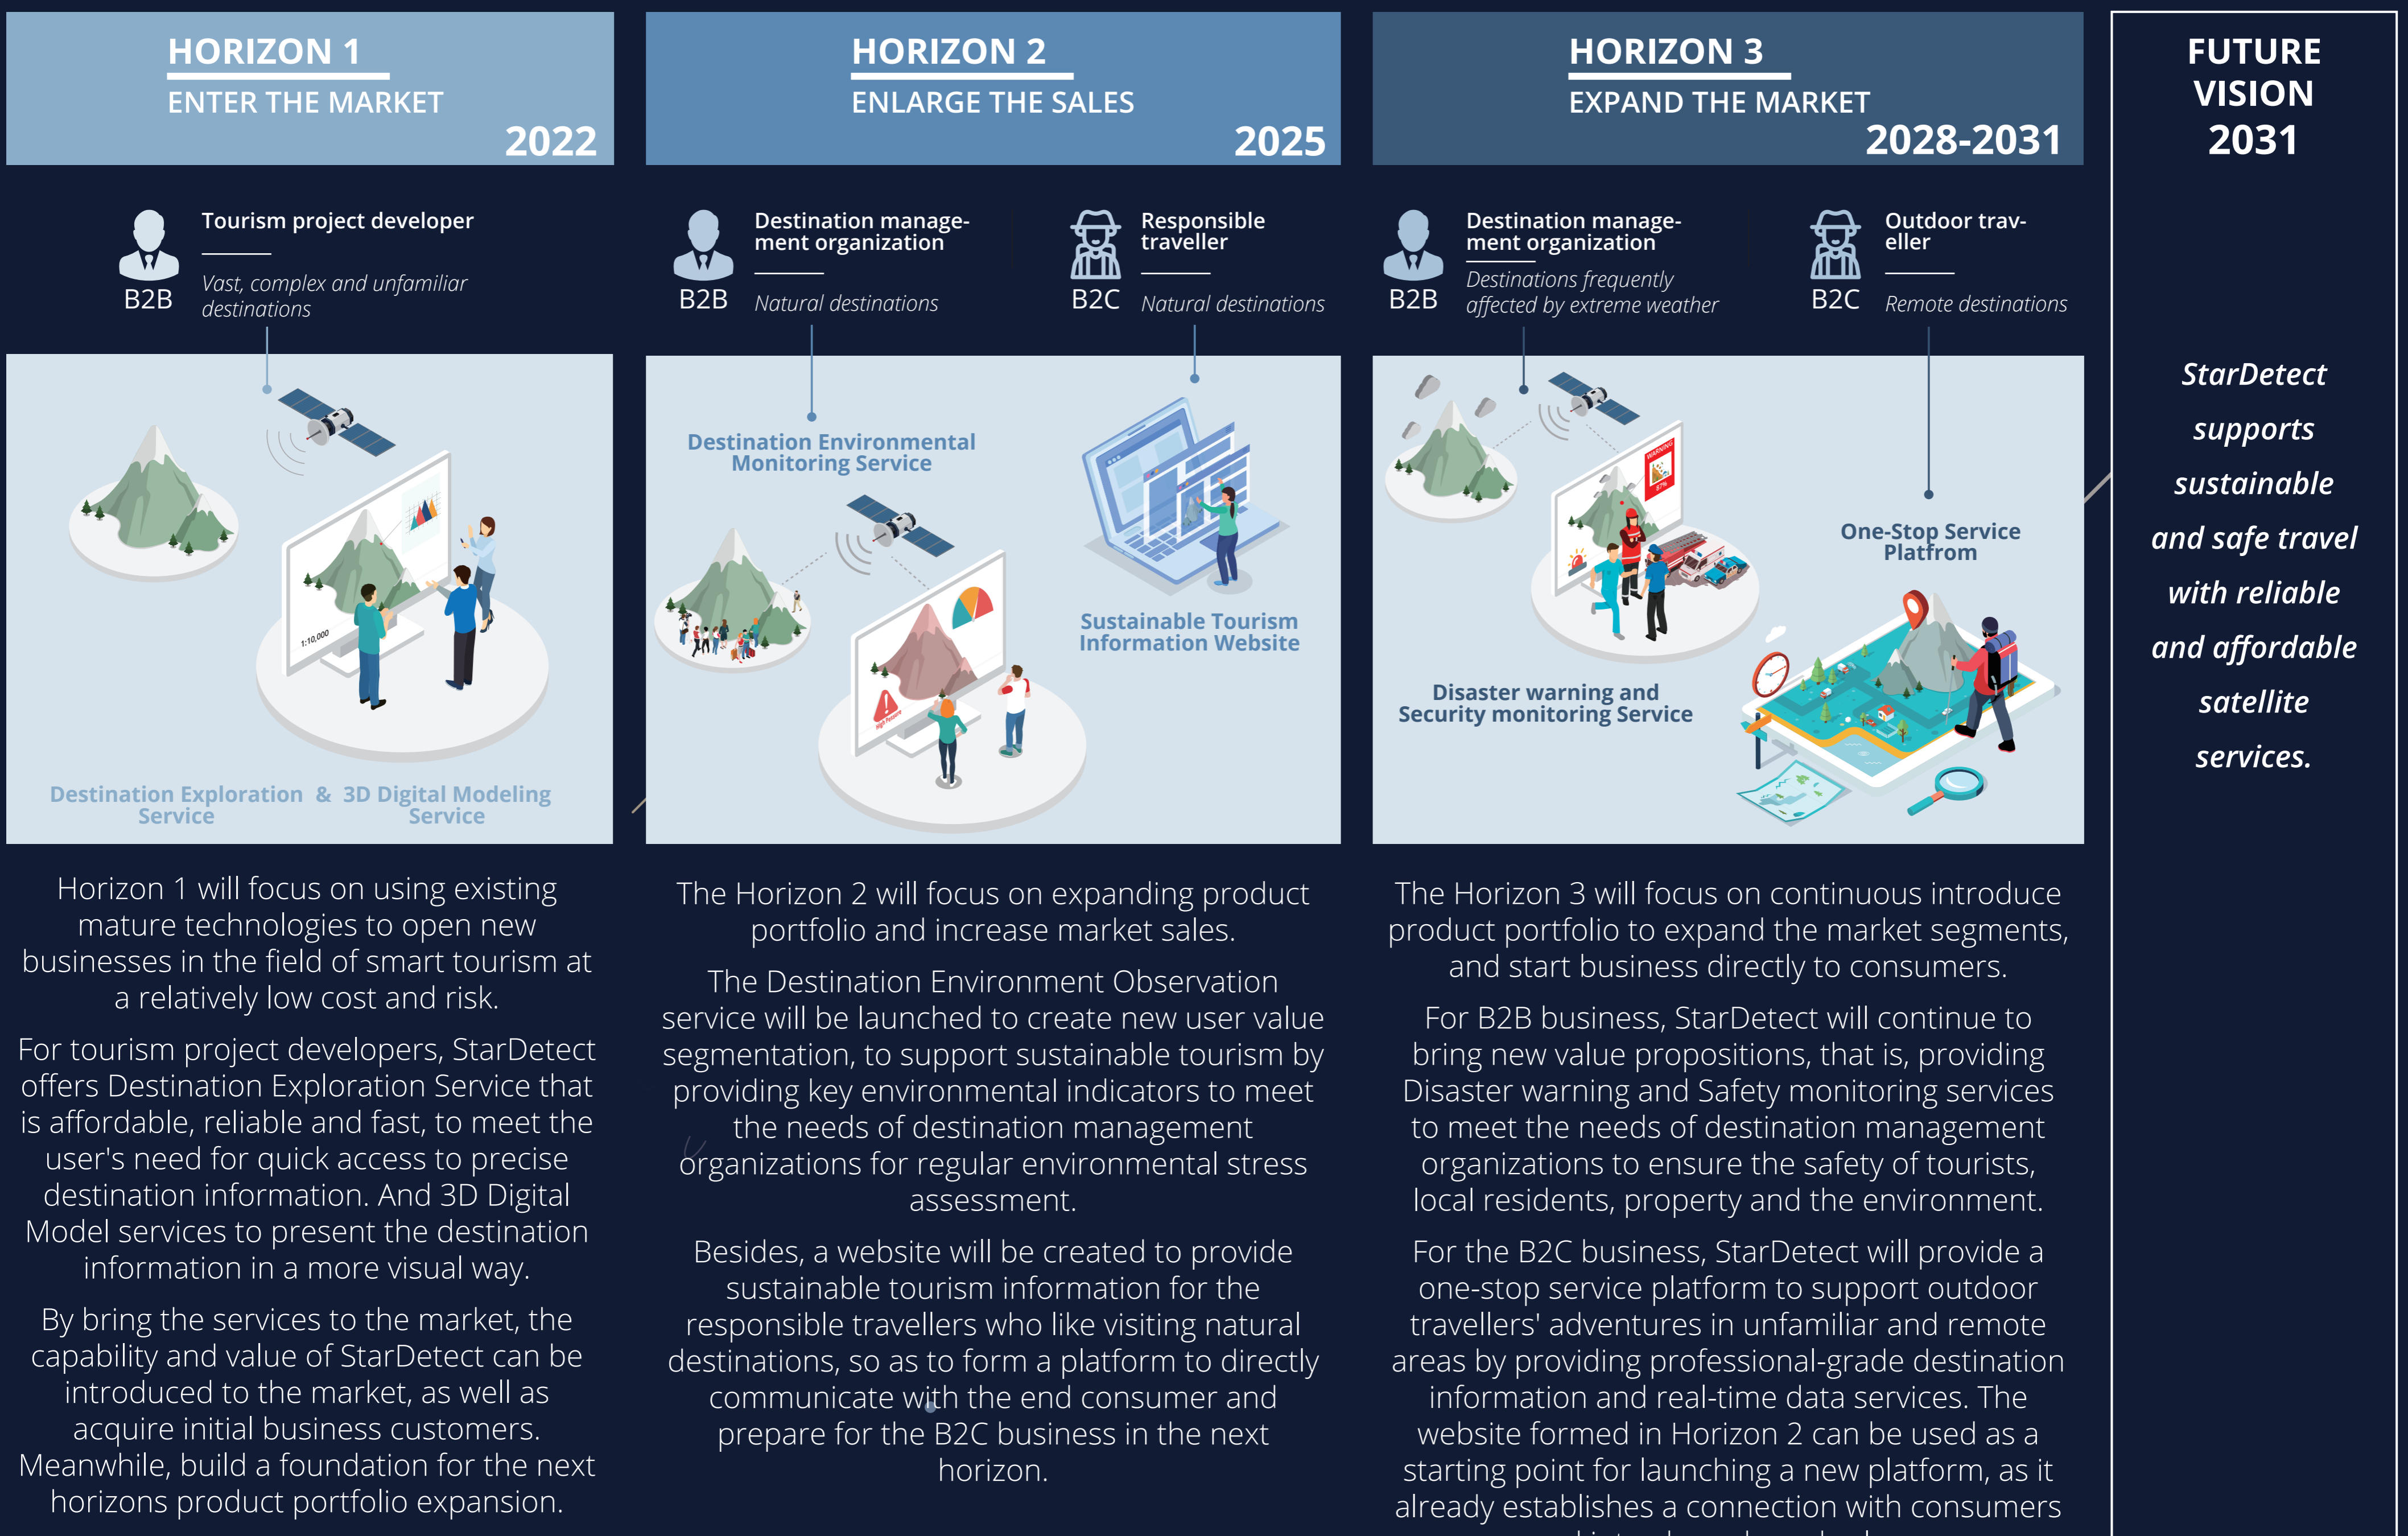 HORIZON 1
ENTER THE MARKET
2022
Tourism project developer
Vast, complex and unfamiliar
destinations
B2B
1:10,000
Destination Exploration & 3D Digital Modeling
Service Service
Horizon 1 will focus on using existing
mature technologies to open new
businesses in the field of smart tourism at
a relatively low cost and risk.
For tourism project developers, StarDetect
offers Destination Exploration Service that
is affordable, reliable and fast, to meet the
user's need for quick access to precise
destination information. And 3D Digital
Model services to present the destination
information in a more visual way.
By bring the services to the market, the
capability and value of StarDetect can be
introduced to the market, as well as
acquire initial business customers.
Meanwhile, build a foundation for the next
horizons product portfolio expansion.
HORIZON 2
ENLARGE THE SALES
2025
Destination manage-
ment organization
B2B
Natural destinations
Responsible
traveller
B2C
Natural destinations
Destination Environmental
Monitoring Service
High Pressure
Sustainable Tourism
Information Website
The Horizon 2 will focus on expanding product
portfolio and increase market sales.
The Destination Environment Observation
service will be launched to create new user value
segmentation, to support sustainable tourism by
providing key environmental indicators to meet
the needs of destination management
organizations for regular environmental stress
assessment.
Besides, a website will be created to provide
sustainable tourism information for the
responsible travellers who like visiting natural
destinations, so as to form a platform to directly
communicate with the end consumer and
prepare for the B2C business in the next
horizon.
HORIZON 3
EXPAND THE MARKET
2028-2031
Destination manage-
ment organization
Destinations frequently
affected by extreme weather
B2B
Outdoor trav-
eller
B2C
Remote destinations
WARNING
87%
One-Stop Service
Platfrom
Disaster warning and
Security monitoring Service
The Horizon 3 will focus on continuous introduce
product portfolio to expand the market segments,
and start business directly to consumers.
For B2B business, StarDetect will continue to
bring new value propositions, that is, providing
Disaster warning and Safety monitoring services
to meet the needs of destination management
organizations to ensure the safety of tourists,
local residents, property and the environment.
For the B2C business, StarDetect will provide a
one-stop service platform to support outdoor
travellers' adventures in unfamiliar and remote
areas by providing professional-grade destination
information and real-time data services. The
website formed in Horizon 2 can be used as a
starting point for launching a new platform, as it
already establishes a connection with consumers
FUTURE
VISION
2031
StarDetect
supports
sustainable
and safe travel
with reliable
and affordable
satellite
services.